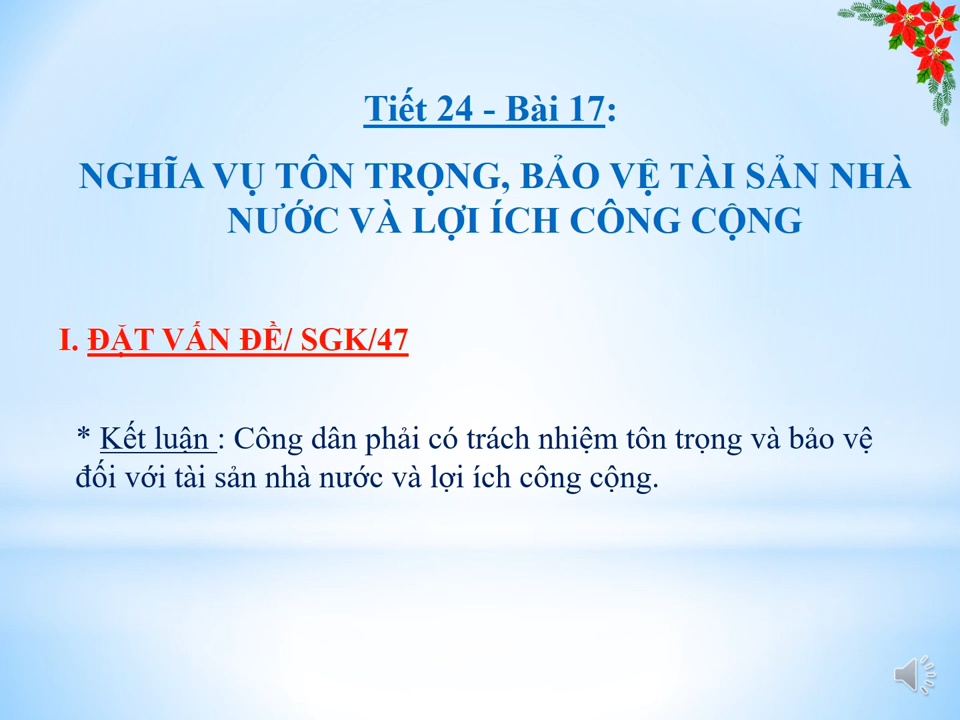 Tiết 24 - Bài 17:
NGHĨA VỤ TÔN TRỌNG, BẢO VỆ TÀI SẢN NHÀ
NƯỚC VÀ LỢI ÍCH CÔNG CỘNG
I. ĐẶT VẤN ĐỀ/ SGK/47
* Kết luận : Công dân phải có trách nhiệm tôn trọng và bảo vệ
đối với tài sản nhà nước và lợi ích công cộng.